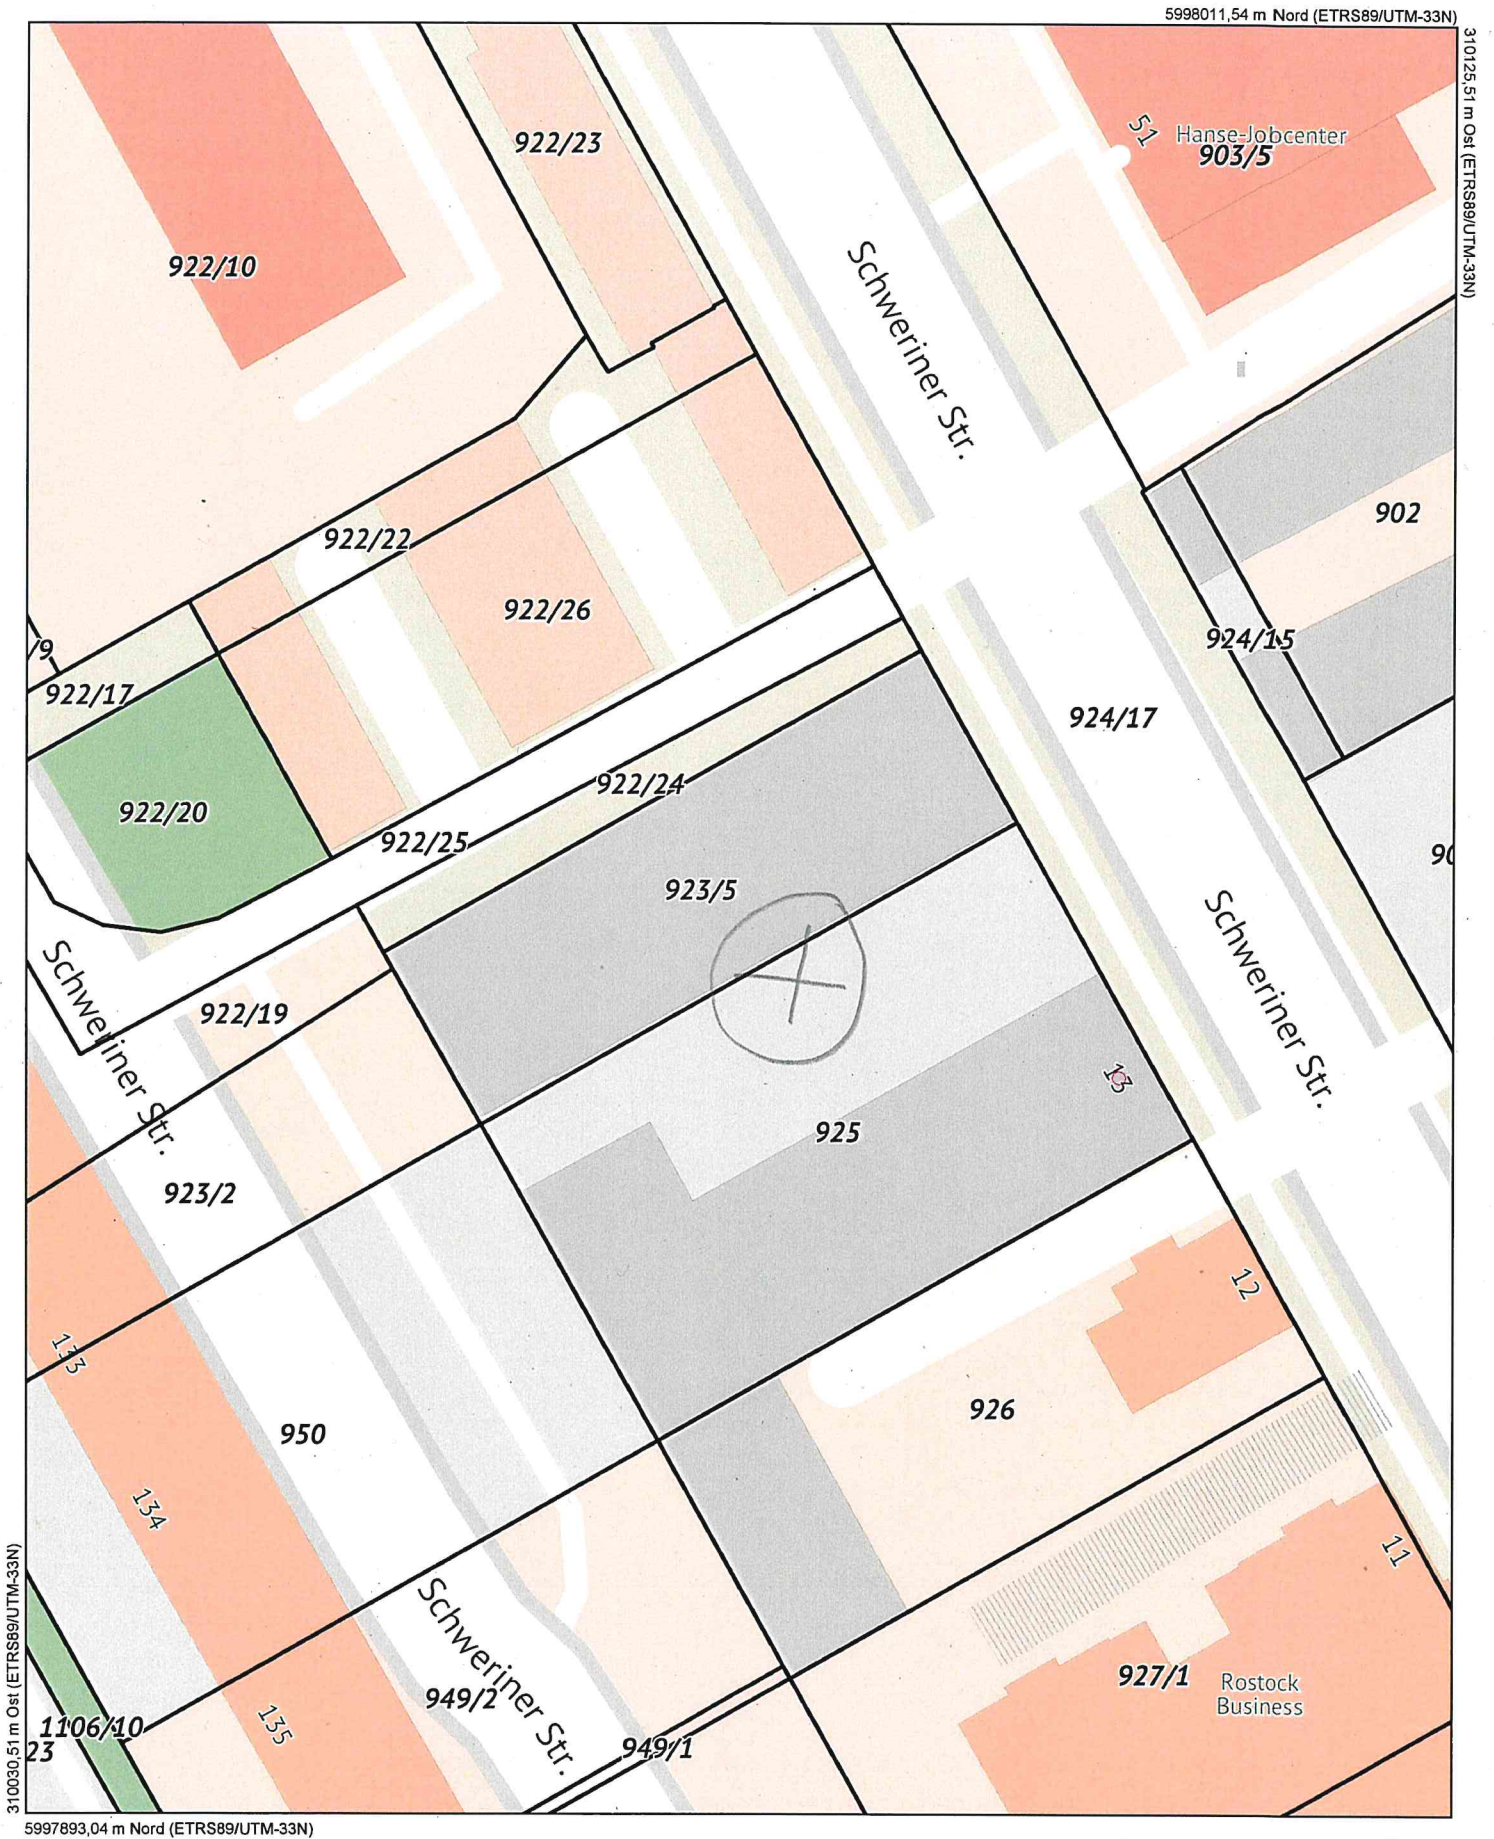 5998011,54 m Nord (ETRS89/UTM-33N)
310125,51 m Ost (ETRS89/UTM-33N)
922/23
51
Hanse-Jobcenter
903/5
922/10
Schweriner Str.
902
922/22
922/26
924/15
/9
922/17
924/17
922/20
922/24
922/25
90
923/5
Schweriner Str.
Schweriner Str.
922/19
13
925
923/2
12
133
926
950
134
11
Schweriner Str.
927/1
Rostock
Business
949/2
135
1106/10
23
949/1
310030,51 m Ost (ETRS89/UTM-33N)
5997893,04 m Nord (ETRS89/UTM-33N)